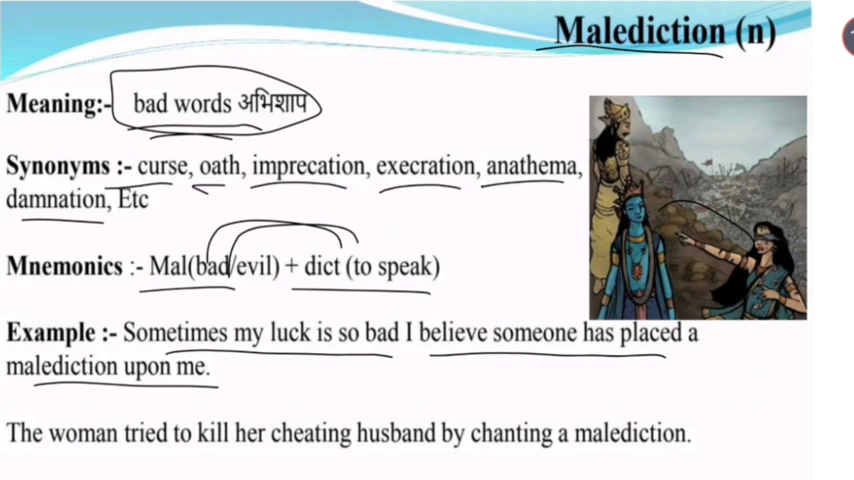 Malediction (n)
Meaning:- bad words अभिशाप
Synonyms :- curse, oath, imprecation, execration, anathema,
damnation, Etc
Mnemonics :- Mal(bad/evil) + dict (to speak)
Example :- Sometimes my luck is so bad I believe someone has placed a
malediction upon me.
The woman tried to kill her cheating husband by chanting a malediction.